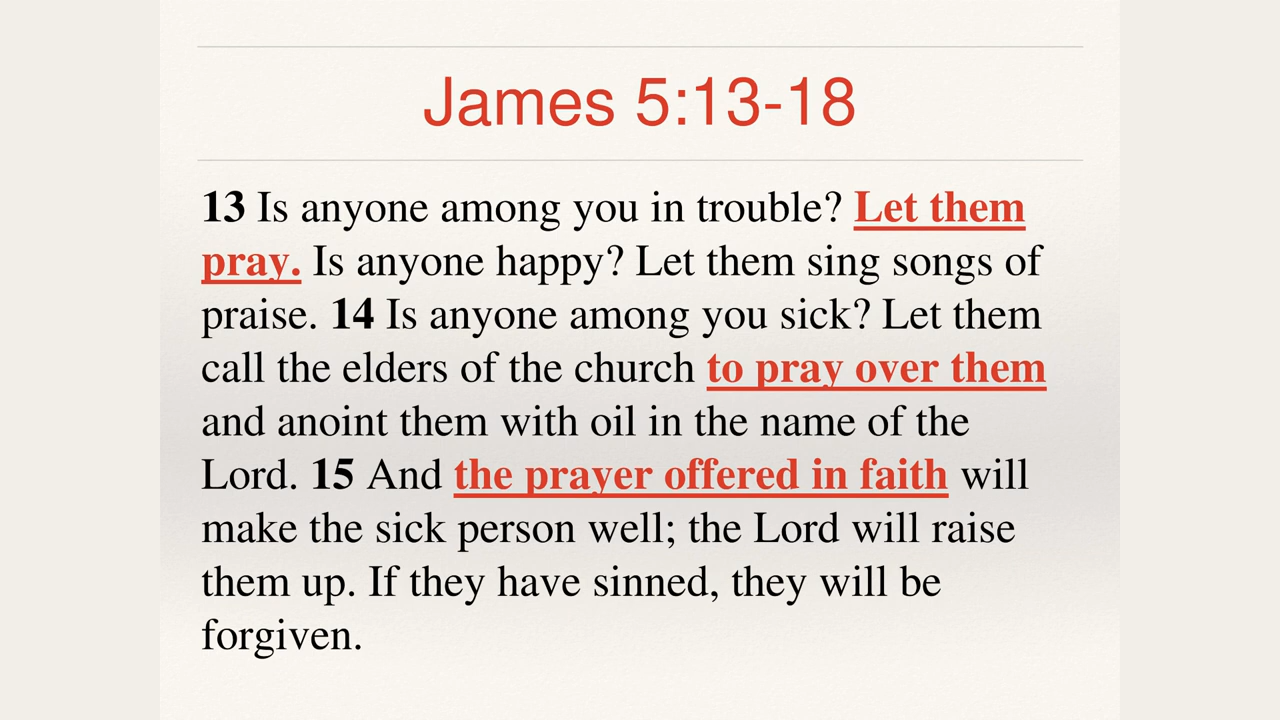 James 5:13-18
13 Is anyone among you in trouble? Let them
pray. Is anyone happy? Let them sing songs of
praise. 14 Is anyone among you sick? Let them
call the elders of the church to pray over them
and anoint them with oil in the name of the
Lord. 15 And the prayer offered in faith will
make the sick person well; the Lord will raise
them up. If they have sinned, they will be
forgiven.